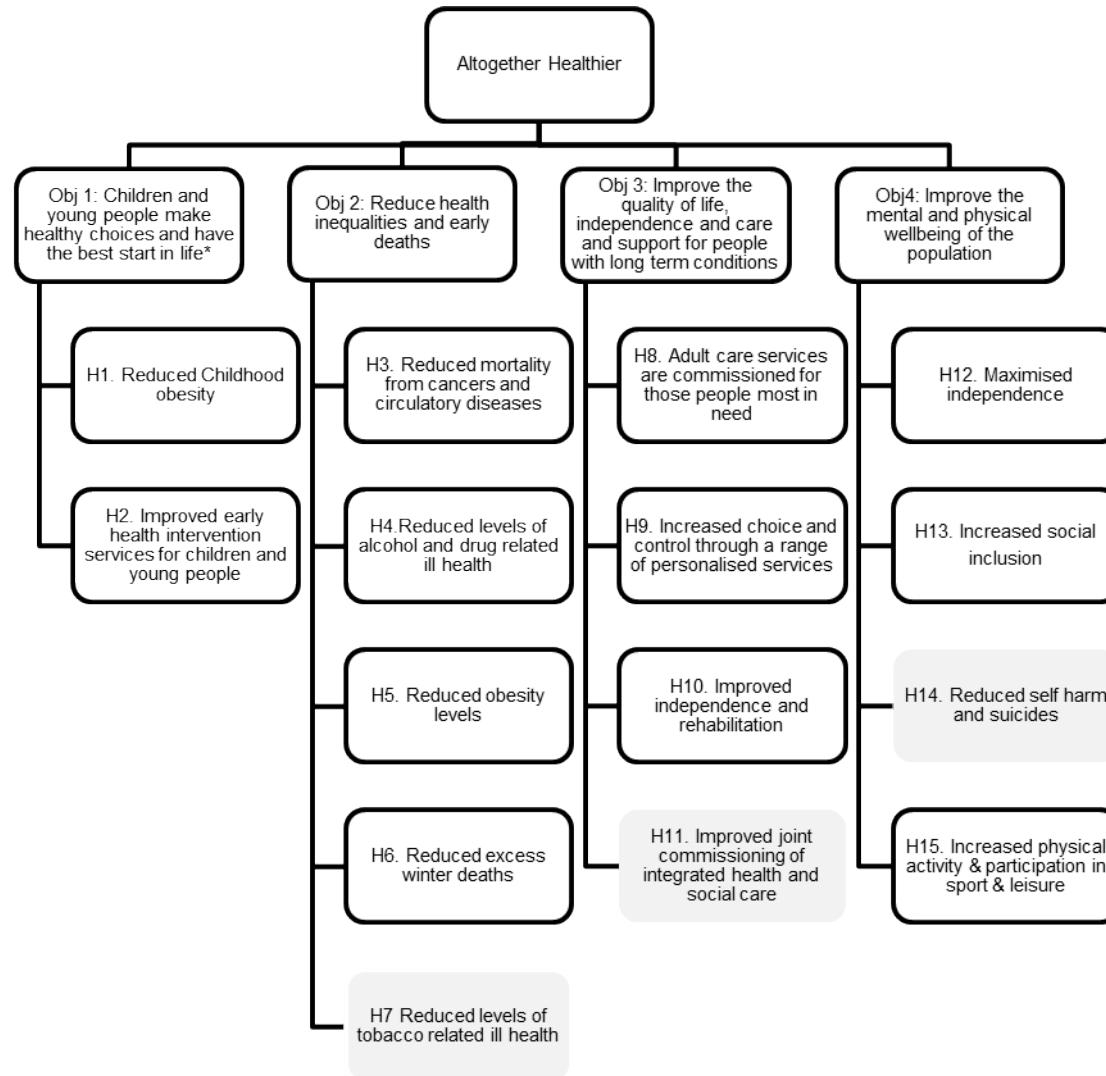 Altogether Healthier
Obj 1: Children and
young people make
healthy choices and have
the best start in life*
Obj 2: Reduce health
inequalities and early
deaths
Obj 3: Improve the
quality of life,
independence and care
and support for people
with long term conditions
Obj4: Improve the
mental and physical
wellbeing of the
population
H1. Reduced Childhood
obesity
H2. Improved early
health intervention
services for children and
young people
H3. Reduced mortality
from cancers and
circulatory diseases
H4.Reduced levels of
alcohol and drug related
ill health
H5. Reduced obesity
levels
H6. Reduced excess
winter deaths
H7 Reduced levels of
tobacco related ill health
H8. Adult care services
are commissioned for
those people most in
need
H9. Increased choice and
control through a range
of personalised services
H10. Improved
independence and
rehabilitation
H11. Improved joint
commissioning of
integrated health and
social care
H12. Maximised
independence
H13. Increased social
inclusion
H14. Reduced self harm
and suicides
H15. Increased physical
activity & participation in
sport & leisure